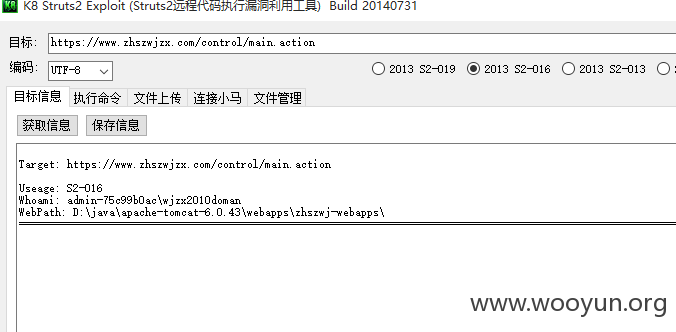 K8 Struts2 Exploit (Struts2远程代码执行漏洞利用工具) Build 20140731
目标: https://www.zhszwjzx.com/control/main.action
编码: UTF-8 2013 S2-019 2013 S2-016 2013 S2-013 2
目标信息 执行命令 文件上传 连接小马 文件管理
获取信息 保存信息
Target: https://www.zhszwjzx.com/control/main.action
Useage: S2-016
Whoami: admin-75c99b0ac\wjzx2010doman
WebPath: D:\java\apache-tomcat-6.0.43\webapps\zhszwj-webapps\
www.wooyun.org